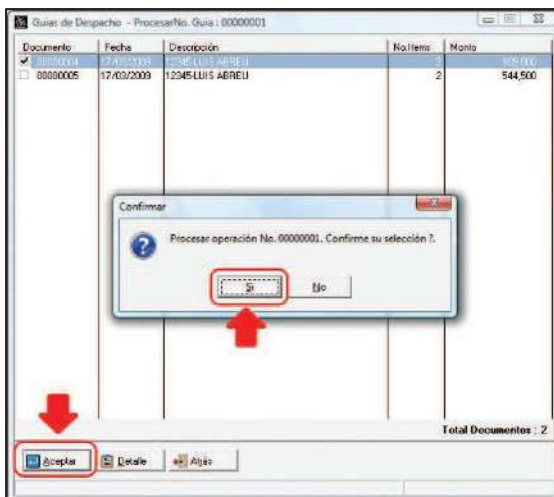 Guias de Despacho - ProcesarNo. Guia : 00000001
Documento Fecha Descripción No.Items Monto
00000004 17/03/2009 12345-LUIS ABREU
00000005 17/03/2009 12345-LUIS ABREU 2 544,500
Confirmar
Procesar operación No. 00000001. Confirme su selección ?.
Si No
Total Documentos : 2
Aceptar Detalle Atrás